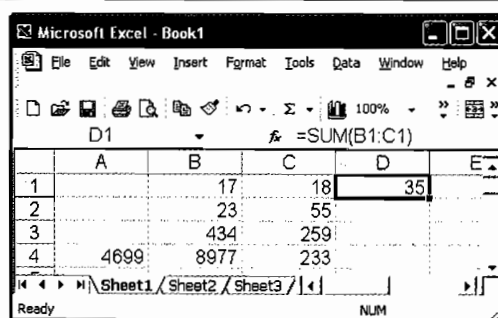 Microsoft Excel - Book1
File Edit View Insert Format Tools Data Window Help
Σ 100%
D1 fx =SUM(B1:C1)
A B C D E
1 17 18 35
2 23 55
3 434 259
4 4699 8977 233
Sheet1 Sheet2 Sheet3
Ready NUM